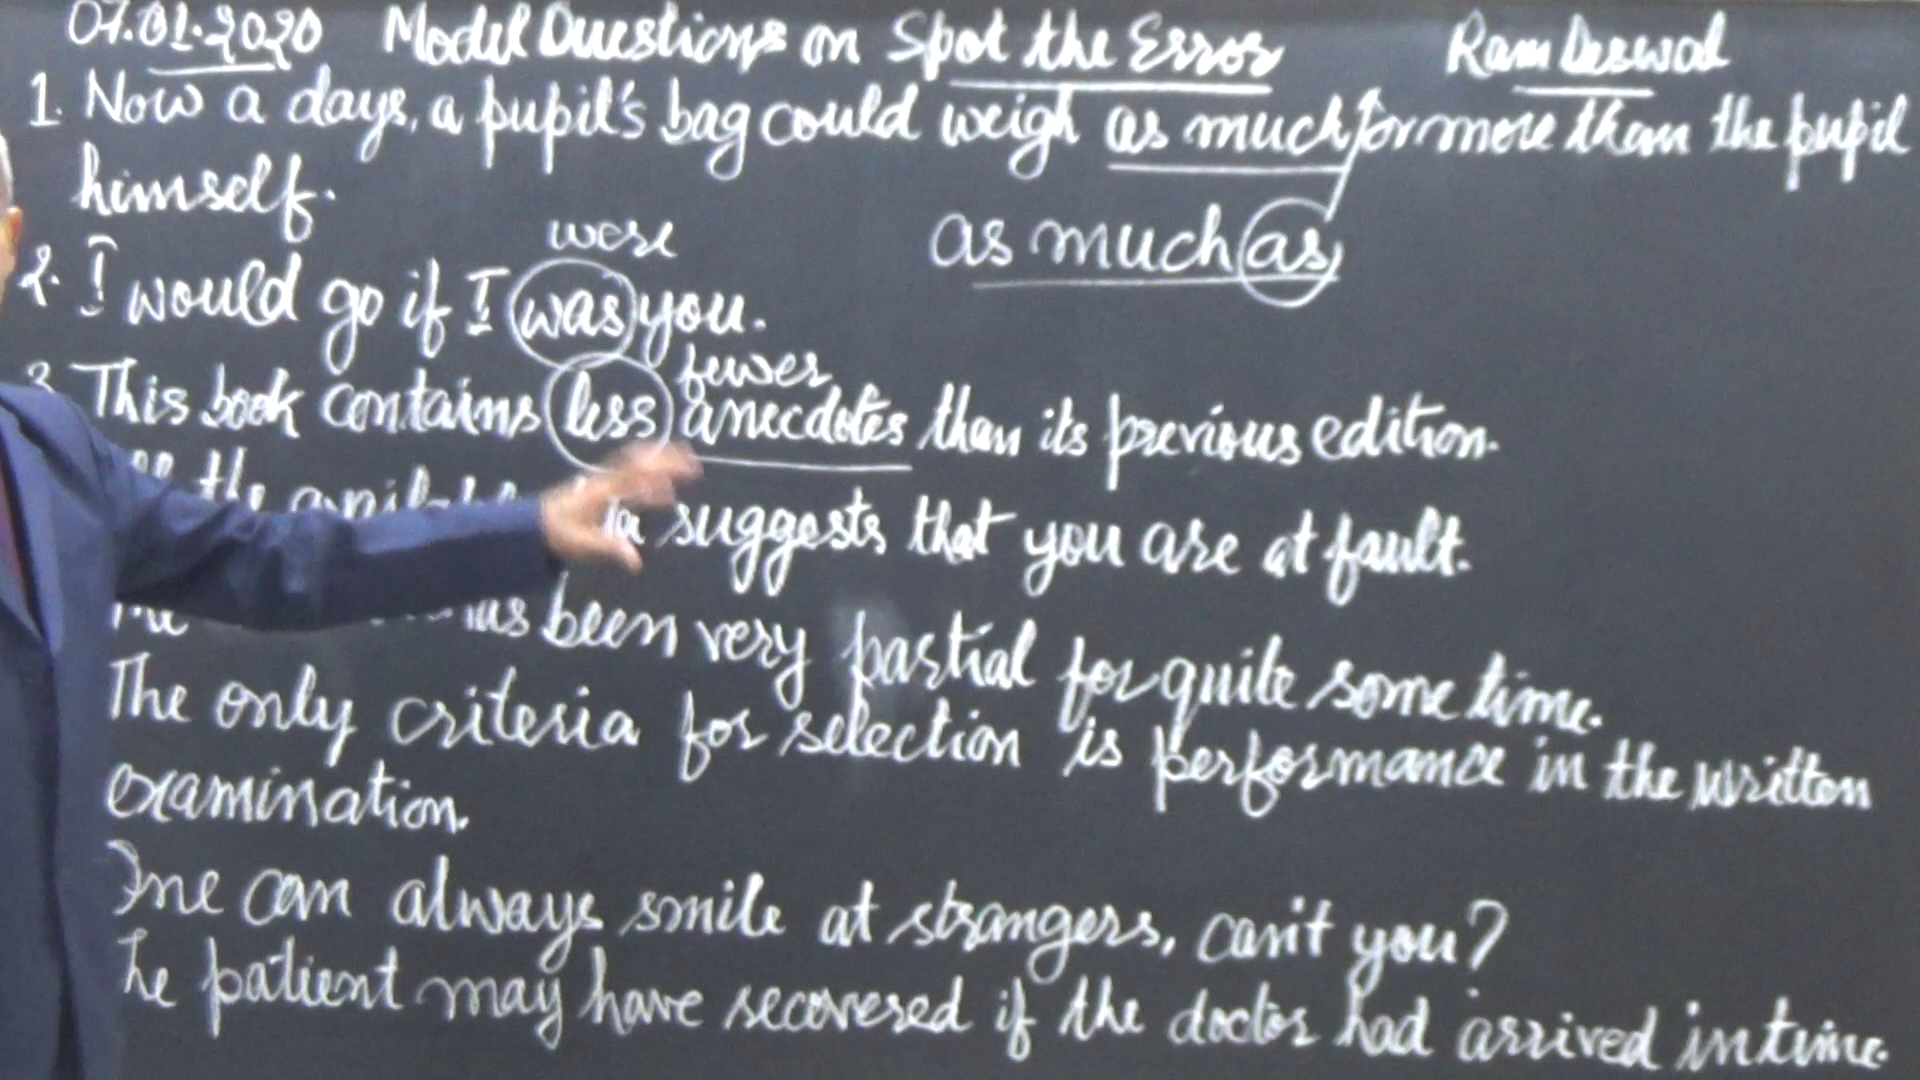 07.01.2020 Model Questions on Spot the Error Ram Deswal
1. Now a days, a pupil's bag could weigh as much/or more than the pupil
himself.
as much as
were
2. I would go if I was you.
fewer
3. This book contains less anecdotes than its previous edition.
the suggests that you are at fault.
has been very partial for quite some time.
The only criteria for selection is performance in the written
examination.
One can always smile at strangers, can't you?
The patient may have recovered if the doctor had arrived in time.